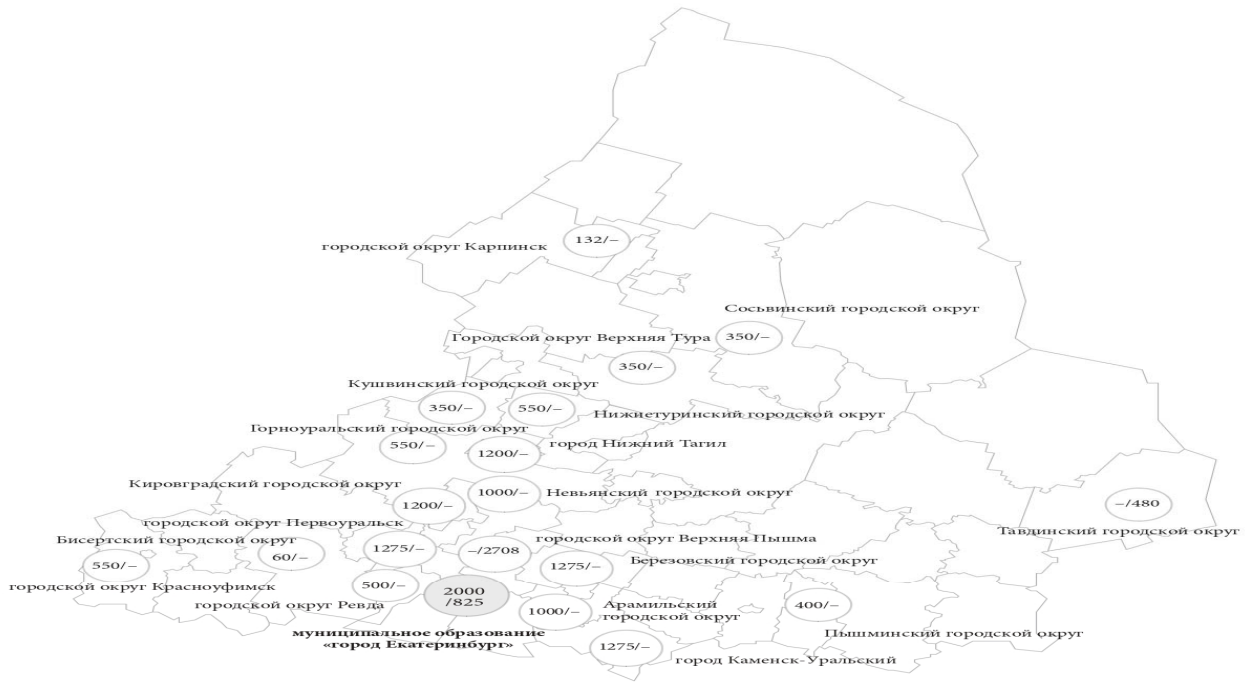 городской округ Карпинск
132/–
Сосьвинский городской округ
350/–
Городской округ Верхняя Тура
350/–
Кушвинский городской округ
350/–
550/–
Нижнетуринский городской округ
Горноуральский городской округ
550/–
1200/–
город Нижний Тагил
Кировградский городской округ
1200/–
1000/–
Невьянский городской округ
–/480
Тавдинский городской округ
городской округ Первоуральск
1275/–
–/2708
городской округ Верхняя Пышма
Бисертский городской округ
60/–
550/–
городской округ Красноуфимск
1275/–
Березовский городской округ
500/–
городской округ Ревда
2000
/825
муниципальное образование
«город Екатеринбург»
1000/–
Арамильский
городской округ
400/–
Пышминский городской округ
1275/–
город Каменск-Уральский